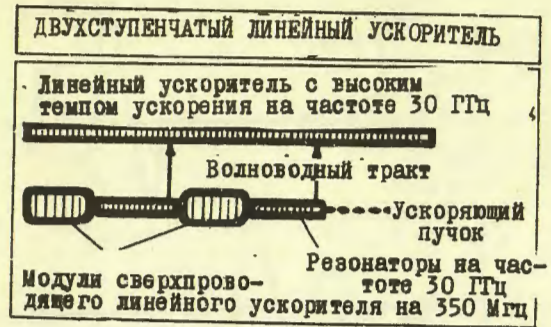 ДВУХСТУПЕНЧАТЫЙ ЛИНЕЙНЫЙ УСКОРИТЕЛЬ
Линейный ускоритель с высоким
темпом ускорения на частоте 30 ГГц
Волноводный тракт
Ускоряющий
пучок
Резонаторы на час-
тоте 30 ГГц
Модули сверхпрово-
дящего линейного ускорителя на 350 Мгц